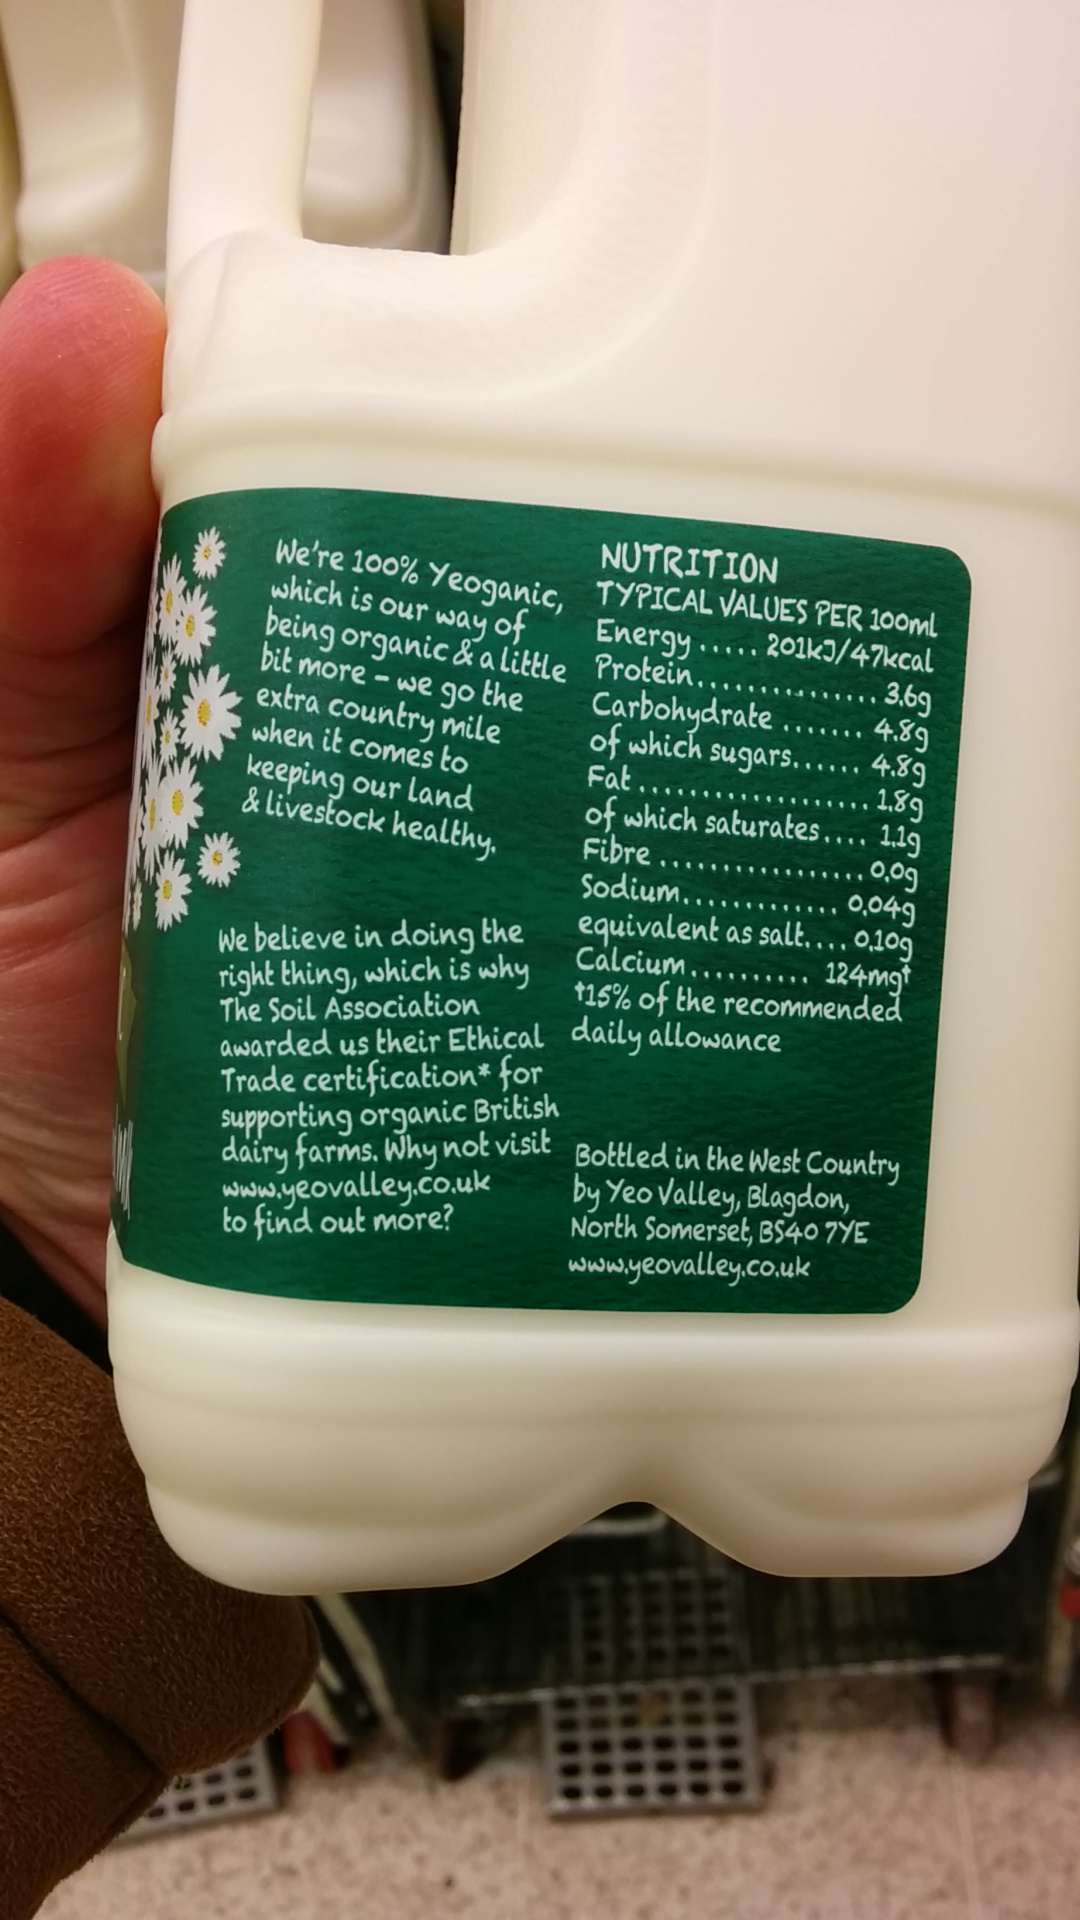 We're 100% Yeoganic,
which is our way of
being organic & a little
bit more – we go the
extra country mile
when it comes to
keeping our land
& livestock healthy.
We believe in doing the
right thing, which is why
The Soil Association
awarded us their Ethical
Trade certification* for
supporting organic British
dairy farms. Why not visit
www.yeovalley.co.uk
to find out more?
NUTRITION
TYPICAL VALUES PER 100ml
Energy ..... 201kJ/47kcal
Protein............... 3.6g
Carbohydrate ....... 4.8g
of which sugars...... 4.8g
Fat ................... 1.8g
of which saturates.... 1.1g
Fibre ................ 0.0g
Sodium............. 0.04g
equivalent as salt.... 0.10g
Calcium.......... 124mg†
†15% of the recommended
daily allowance
Bottled in the West Country
by Yeo Valley, Blagdon,
North Somerset, BS40 7YE
www.yeovalley.co.uk